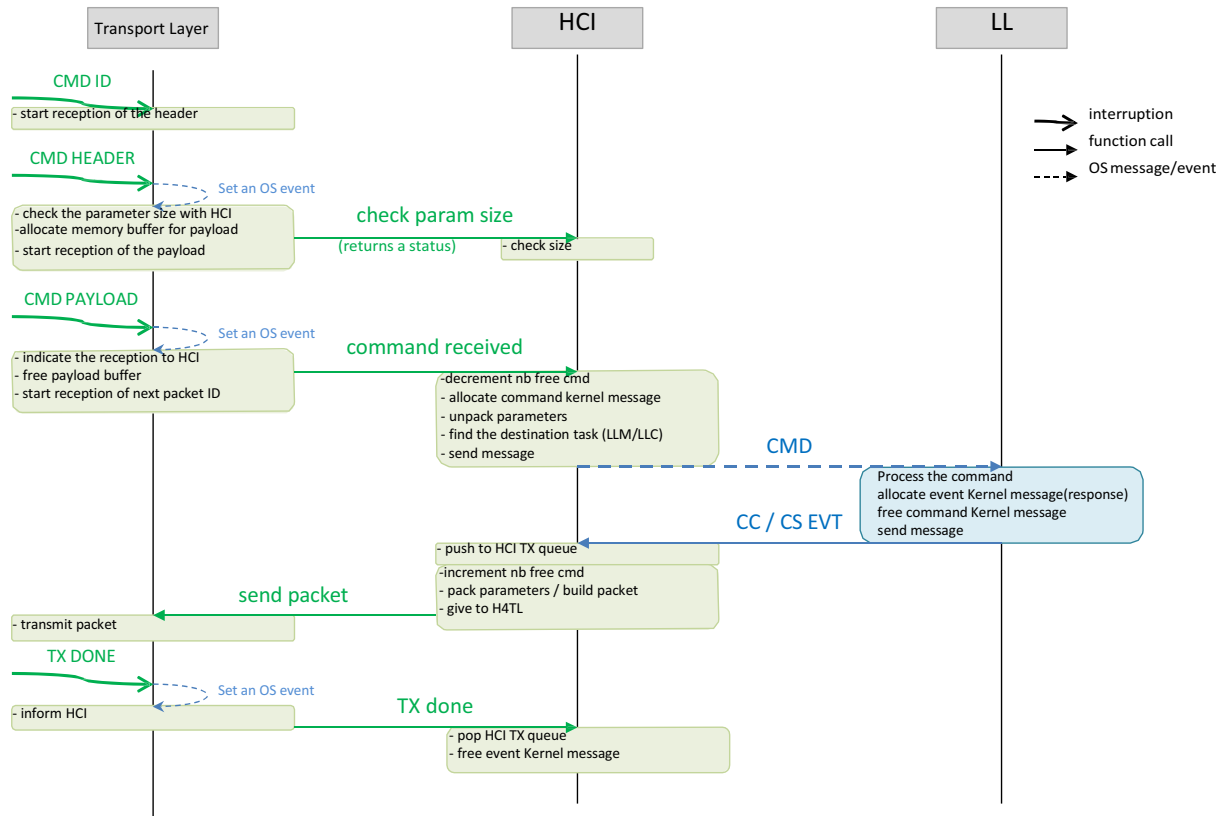 Transport Layer
HCI
LL
CMD ID
- start reception of the header
interruption
function call
OS message/event
CMD HEADER
Set an OS event
- check the parameter size with HCI
-allocate memory buffer for payload
- start reception of the payload
check param size
(returns a status)
- check size
CMD PAYLOAD
Set an OS event
- indicate the reception to HCI
- free payload buffer
- start reception of next packet ID
command received
-decrement nb free cmd
- allocate command kernel message
- unpack parameters
- find the destination task (LLM/LLC)
- send message
CMD
Process the command
allocate event Kernel message(response)
free command Kernel message
send message
CC / CS EVT
- push to HCI TX queue
-increment nb free cmd
- pack parameters / build packet
- give to H4TL
send packet
- transmit packet
TX DONE
Set an OS event
- inform HCI
TX done
- pop HCI TX queue
- free event Kernel message